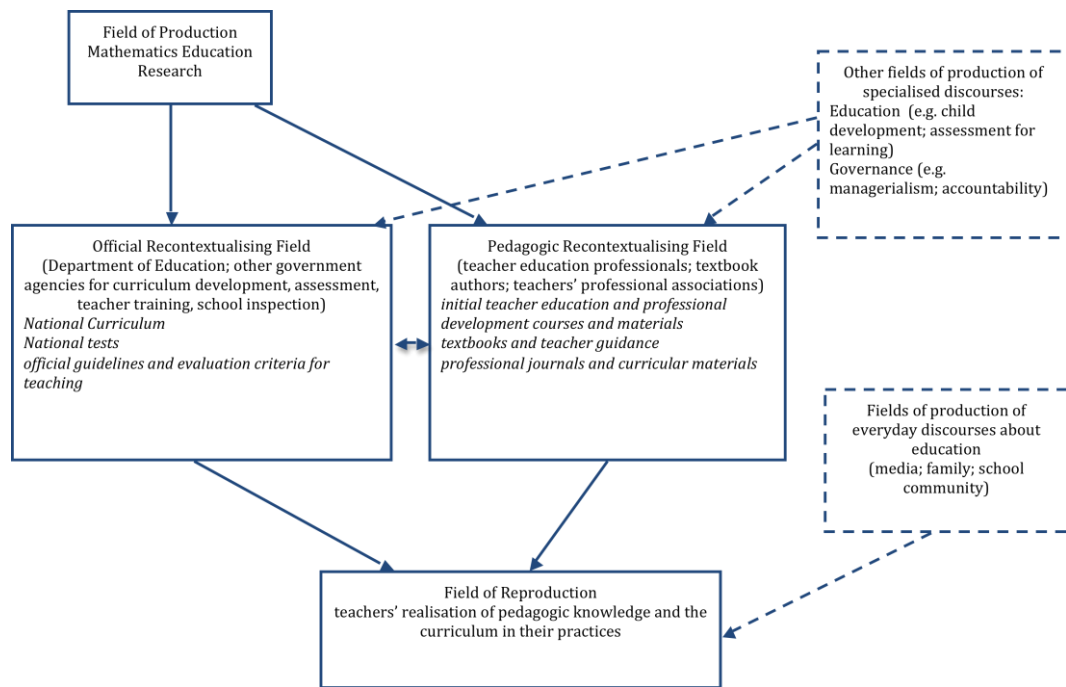 Field of Production
Mathematics Education
Research
Other fields of production of
specialised discourses:
Education (e.g. child
development; assessment for
learning)
Governance (e.g.
managerialism; accountability)
Official Recontextualising Field
(Department of Education; other government
agencies for curriculum development, assessment,
teacher training, school inspection)
National Curriculum
National tests
official guidelines and evaluation criteria for
teaching
Pedagogic Recontextualising Field
(teacher education professionals; textbook
authors; teachers’ professional associations)
initial teacher education and professional
development courses and materials
textbooks and teacher guidance
professional journals and curricular materials
Fields of production of
everyday discourses about
education
(media; family; school
community)
Field of Reproduction
teachers’ realisation of pedagogic knowledge and the
curriculum in their practices